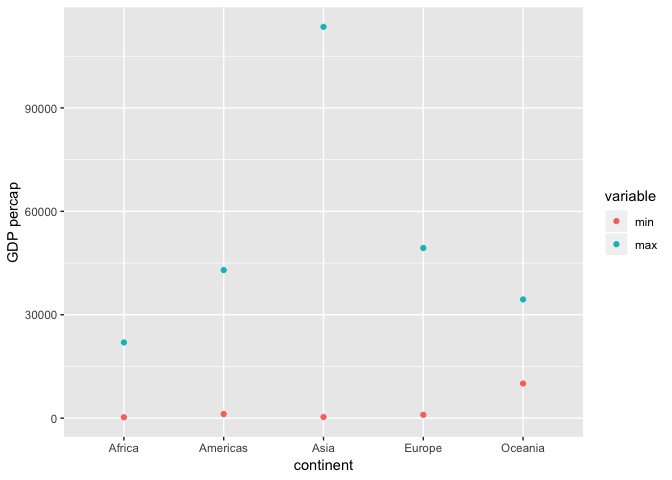 90000
60000
30000
0
GDP percap
Africa
Americas
Asia
Europe
Oceania
continent
variable
min
max